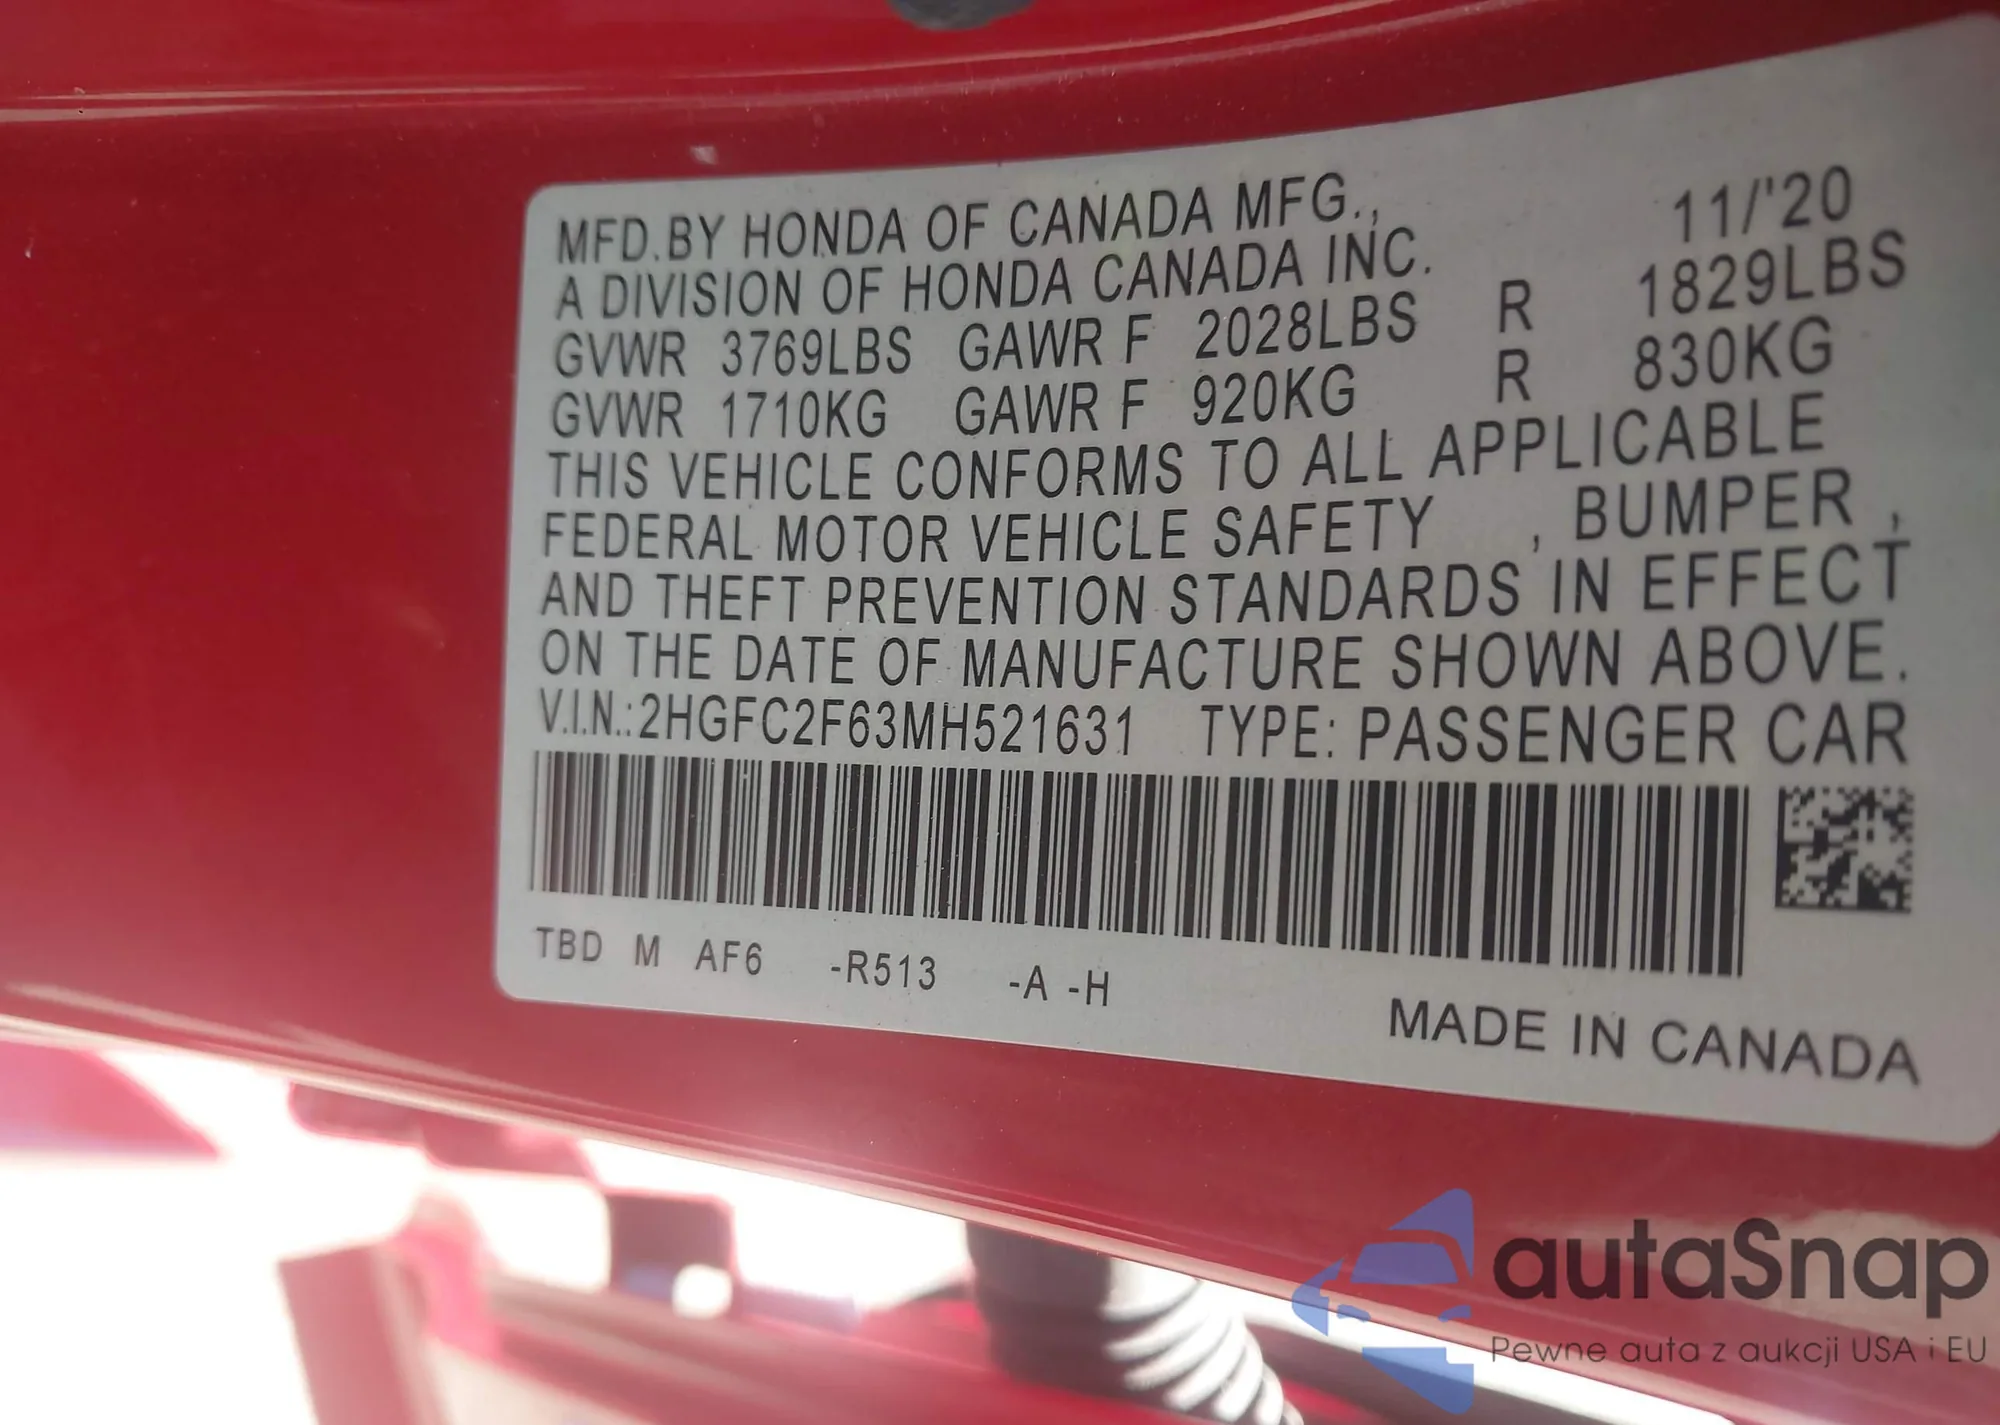 MFD.BY HONDA OF CANADA MFG., 11/'20
A DIVISION OF HONDA CANADA INC.
GVWR 3769LBS GAWR F 2028LBS R 1829LBS
GVWR 1710KG GAWR F 920KG R 830KG
THIS VEHICLE CONFORMS TO ALL APPLICABLE
FEDERAL MOTOR VEHICLE SAFETY , BUMPER ,
AND THEFT PREVENTION STANDARDS IN EFFECT
ON THE DATE OF MANUFACTURE SHOWN ABOVE.
V.I.N.:2HGFC2F63MH521631 TYPE: PASSENGER CAR
TBD M AF6 -R513 -A -H
MADE IN CANADA
autaSnap
Pewne auta z aukcji USA i EU